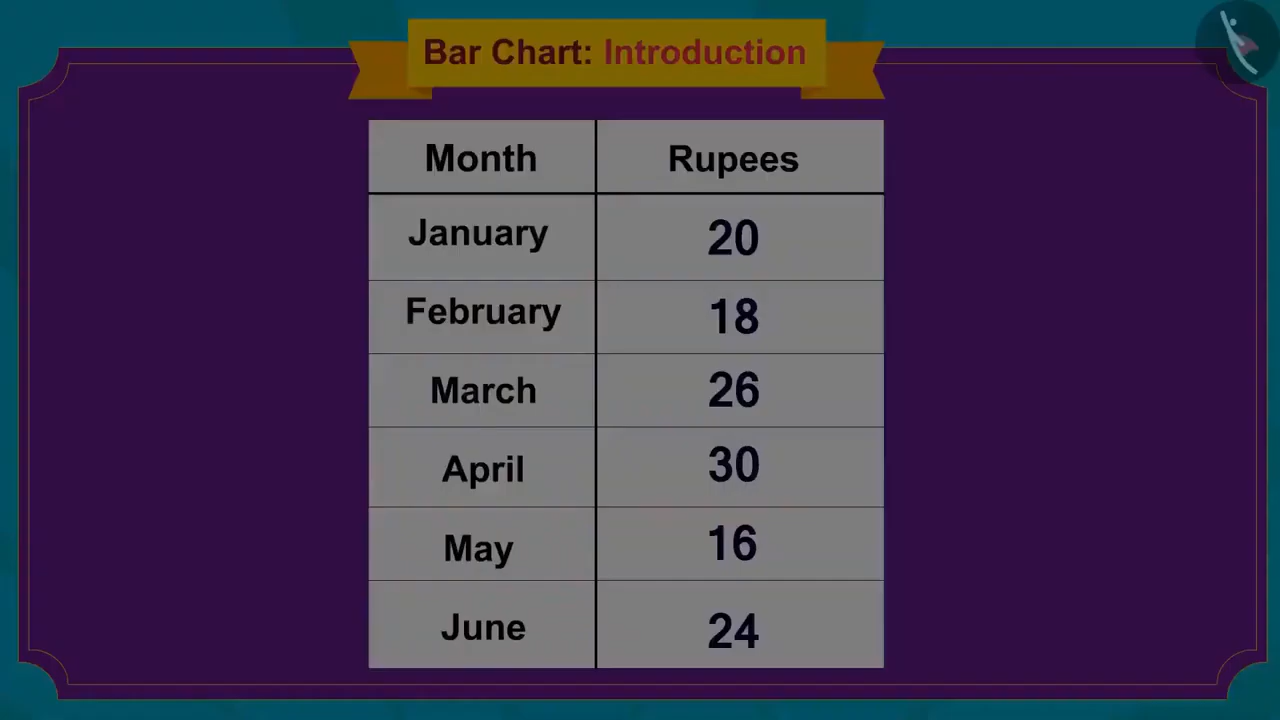 Bar Chart: Introduction
Month Rupees
January 20
February 18
March 26
April 30
May 16
June 24